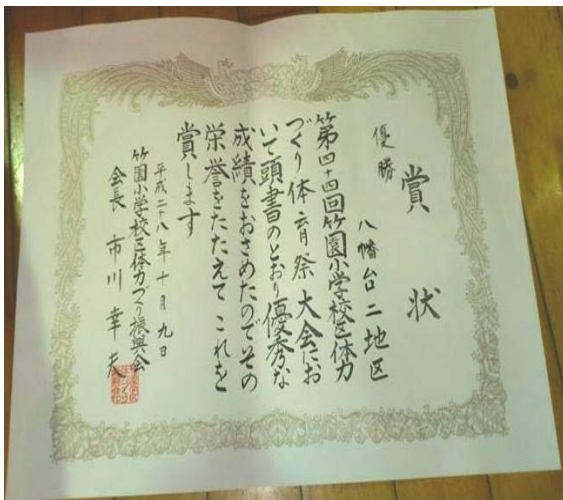 賞状
優勝
八幡台二地区
第四十四回竹園小学校区体力
づくり体育祭大会にお
いて頭書のとおり優秀な
成績をおさめたのでその
栄誉をたたえてこれを
賞します
平成二十八年十月九日
竹園小学校区体力づくり振興会
会長 市川幸夫